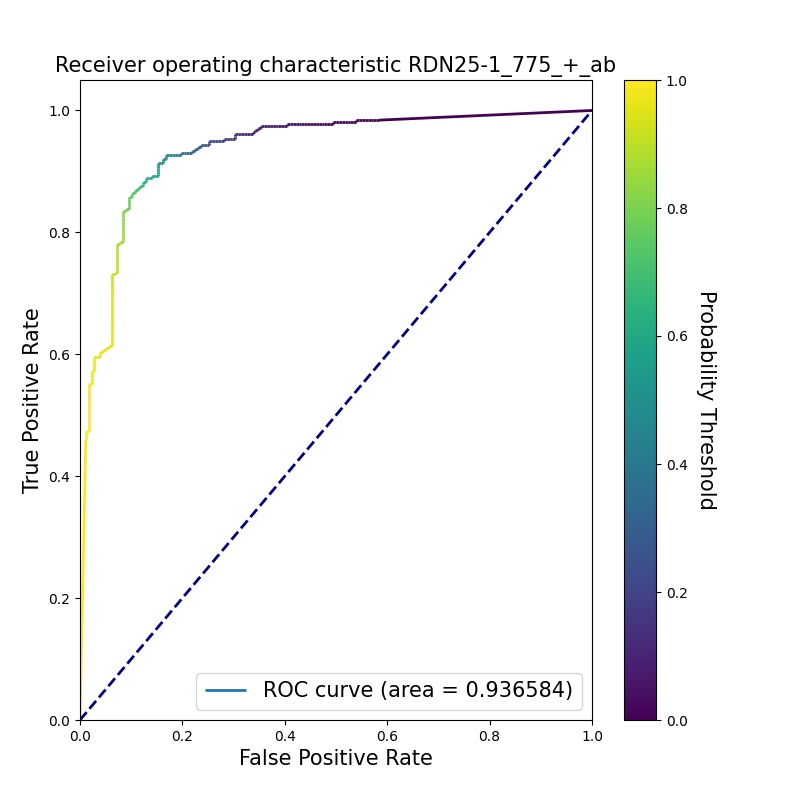 Receiver operating characteristic RDN25-1_775_+_ab
1.0
0.8
0.6
0.4
0.2
0.0
True Positive Rate
0.0 0.2 0.4 0.6 0.8 1.0
False Positive Rate
ROC curve (area = 0.936584)
1.0
0.8
0.6
0.4
0.2
0.0
Probability Threshold